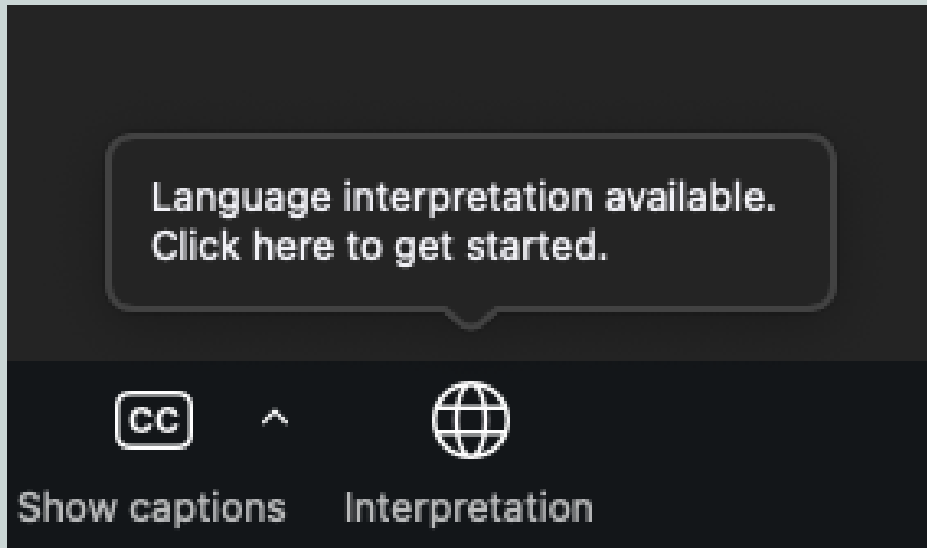 Language interpretation available.
Click here to get started.
CC
Show captions
Interpretation